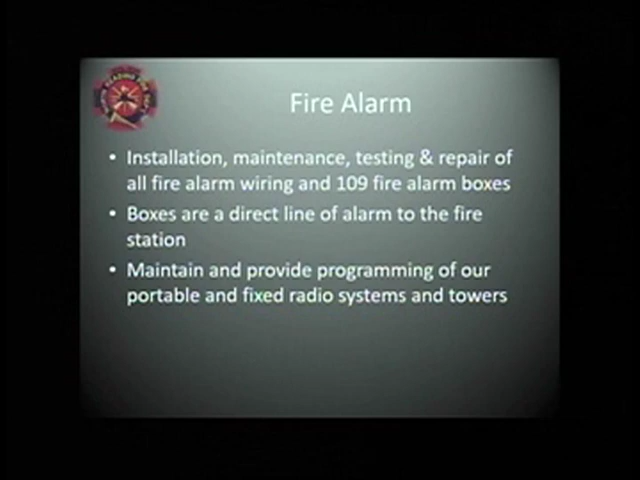 Fire Alarm
• Installation, maintenance, testing & repair of
all fire alarm wiring and 109 fire alarm boxes
• Boxes are a direct line of alarm to the fire
station
• Maintain and provide programming of our
portable and fixed radio systems and towers